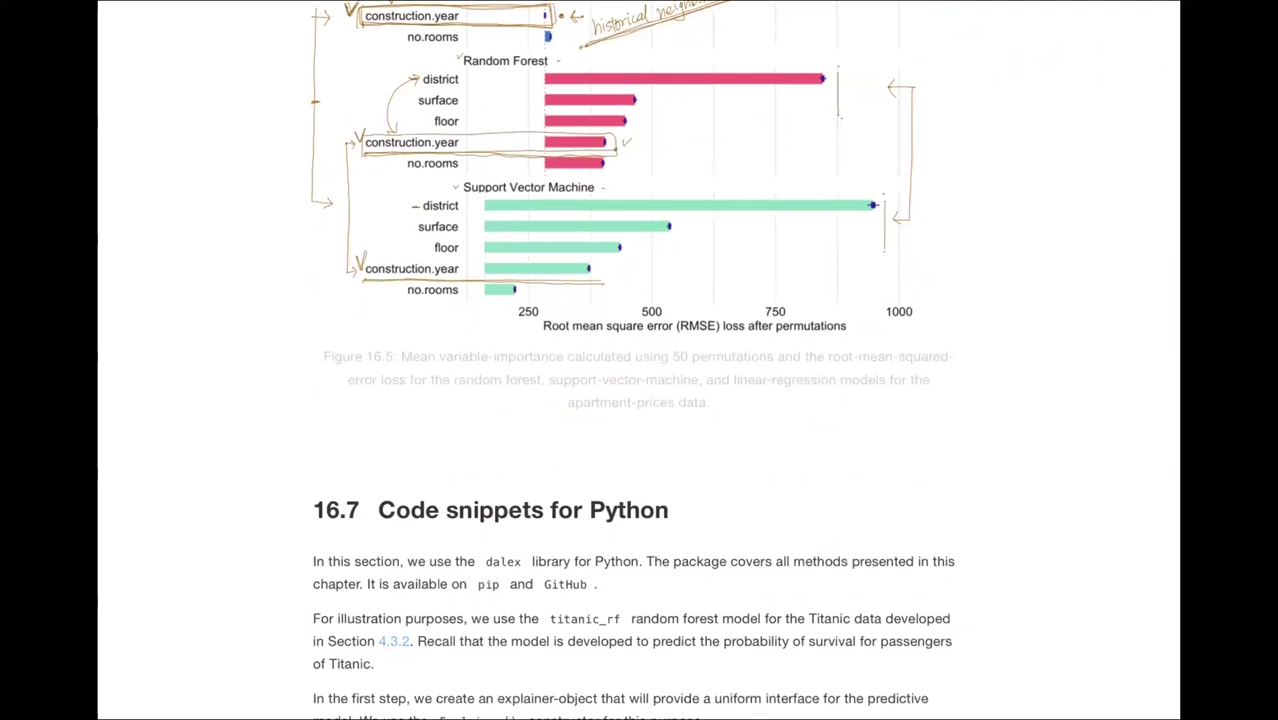 construction.year
historical
no.rooms
Random Forest
district
surface
floor
construction.year
no.rooms
Support Vector Machine
district
surface
floor
construction.year
no.rooms
250 500 750 1000
Root mean square error (RMSE) loss after permutations
Figure 16.5: Mean variable-importance calculated using 50 permutations and the root-mean-squared-
error loss for the random forest, support-vector-machine, and linear-regression models for the
apartment-prices data.
16.7 Code snippets for Python
In this section, we use the dalex library for Python. The package covers all methods presented in this
chapter. It is available on pip and GitHub .
For illustration purposes, we use the titanic_rf random forest model for the Titanic data developed
in Section 4.3.2. Recall that the model is developed to predict the probability of survival for passengers
of Titanic.
In the first step, we create an explainer-object that will provide a uniform interface for the predictive